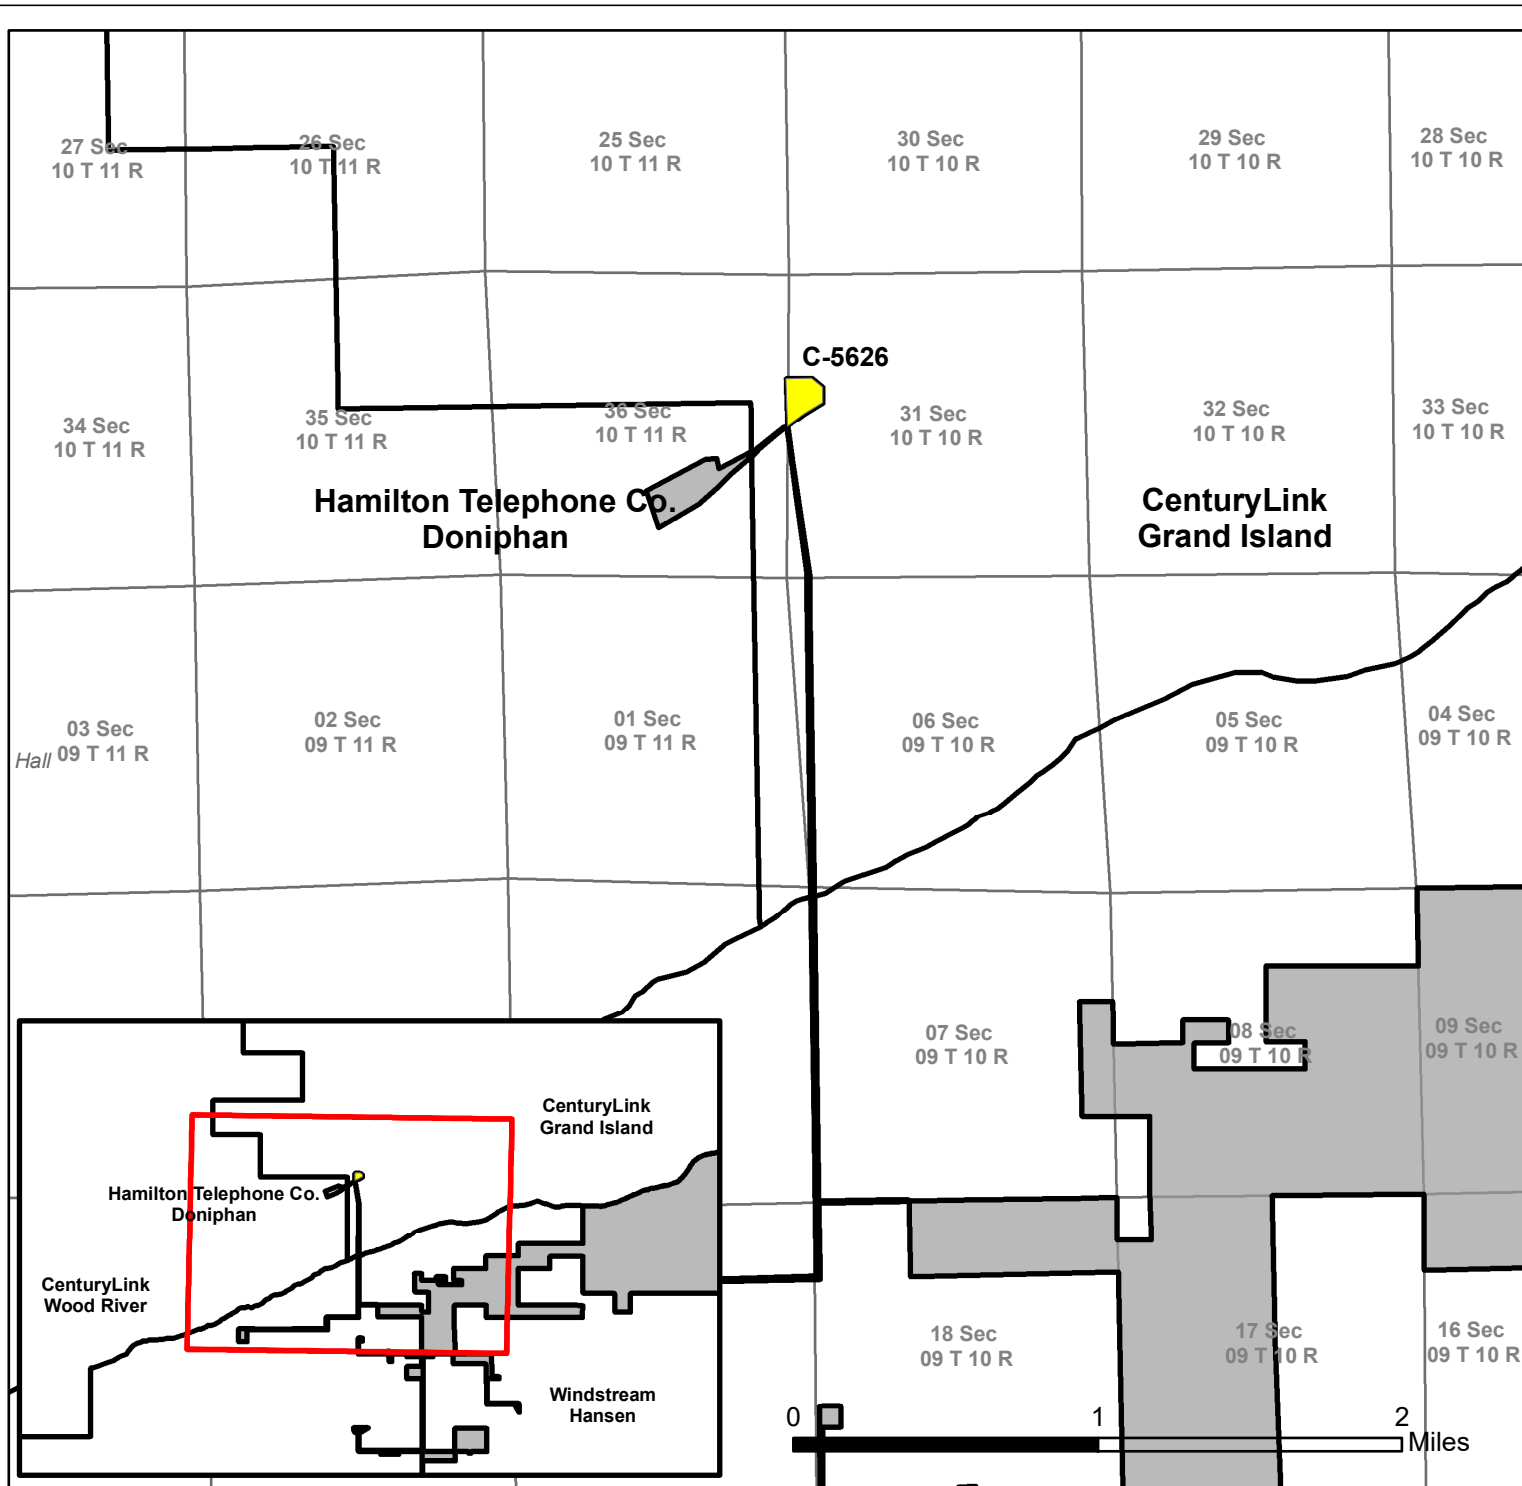 27 Sec
10 T 11 R
26 Sec
10 T 11 R
25 Sec
10 T 11 R
30 Sec
10 T 10 R
29 Sec
10 T 10 R
28 Sec
10 T 10 R
C-5626
34 Sec
10 T 11 R
35 Sec
10 T 11 R
36 Sec
10 T 11 R
31 Sec
10 T 10 R
32 Sec
10 T 10 R
33 Sec
10 T 10 R
Hamilton Telephone Co.
Doniphan
CenturyLink
Grand Island
Hall
03 Sec
09 T 11 R
02 Sec
09 T 11 R
01 Sec
09 T 11 R
06 Sec
09 T 10 R
05 Sec
09 T 10 R
04 Sec
09 T 10 R
07 Sec
09 T 10 R
08 Sec
09 T 10 R
09 Sec
09 T 10 R
CenturyLink
Grand Island
Hamilton Telephone Co.
Doniphan
CenturyLink
Wood River
Windstream
Hansen
18 Sec
09 T 10 R
17 Sec
09 T 10 R
16 Sec
09 T 10 R
0 1 2
Miles